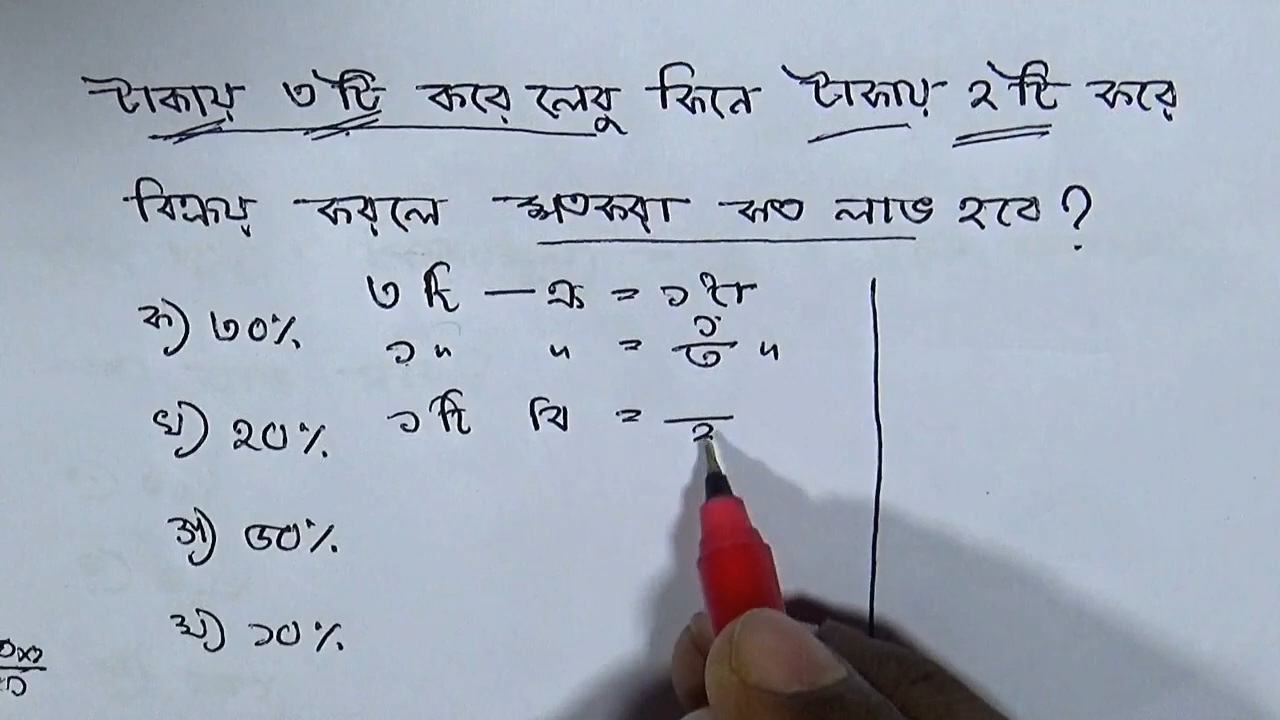 টাকায় ৩টি করে লেবু কিনে টাকায় ২টি করে
বিক্রয় করলে শতকরা কত লাভ হবে?
৩ টি — ক্র = ১ টা
১ " " = ১/৩ "
১ টি বি = /২
ক) ৩০%
খ) ২০%
গ) ৫০%
ঘ) ১০%